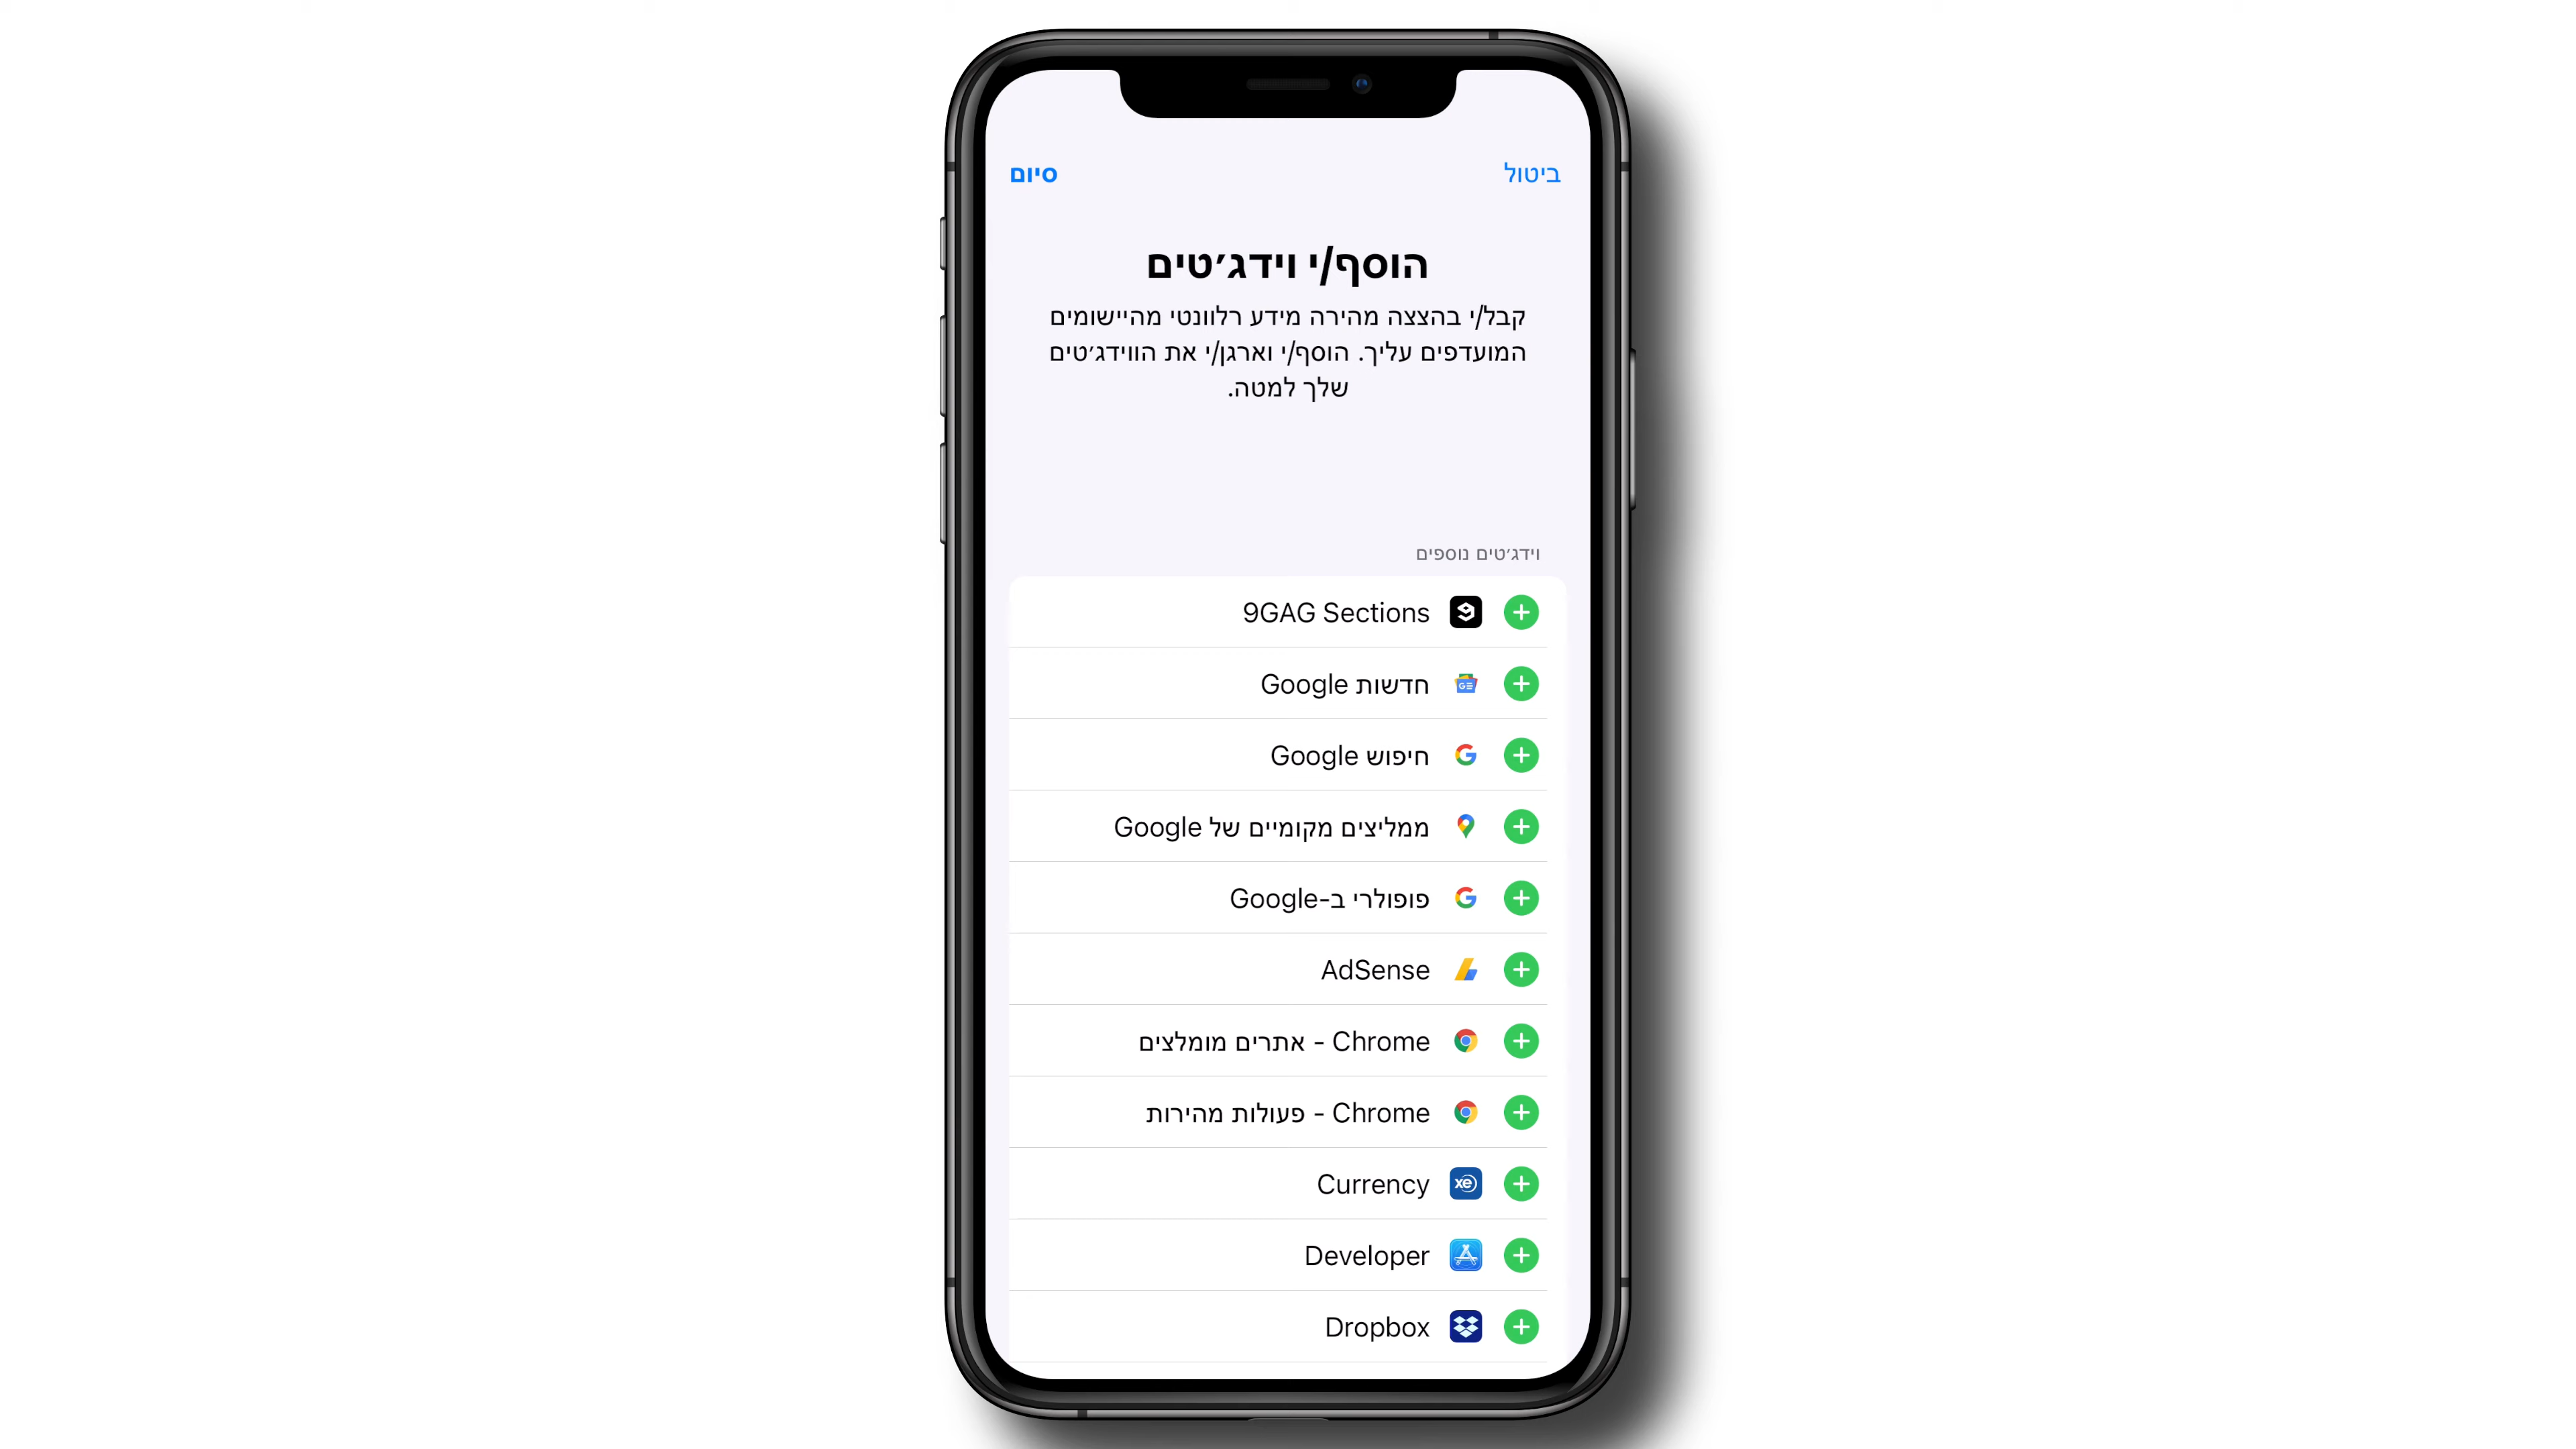 ביטול
סיום
הוסף/י וידג׳טים
קבל/י בהצצה מהירה מידע רלוונטי מהיישומים
המועדפים עליך. הוסף/י וארגן/י את הווידג׳טים
שלך למטה.
וידג׳טים נוספים
9GAG Sections
חדשות Google
חיפוש Google
ממליצים מקומיים של Google
פופולרי ב-Google
AdSense
Chrome - אתרים מומלצים
Chrome - פעולות מהירות
xe Currency
Developer
Dropbox